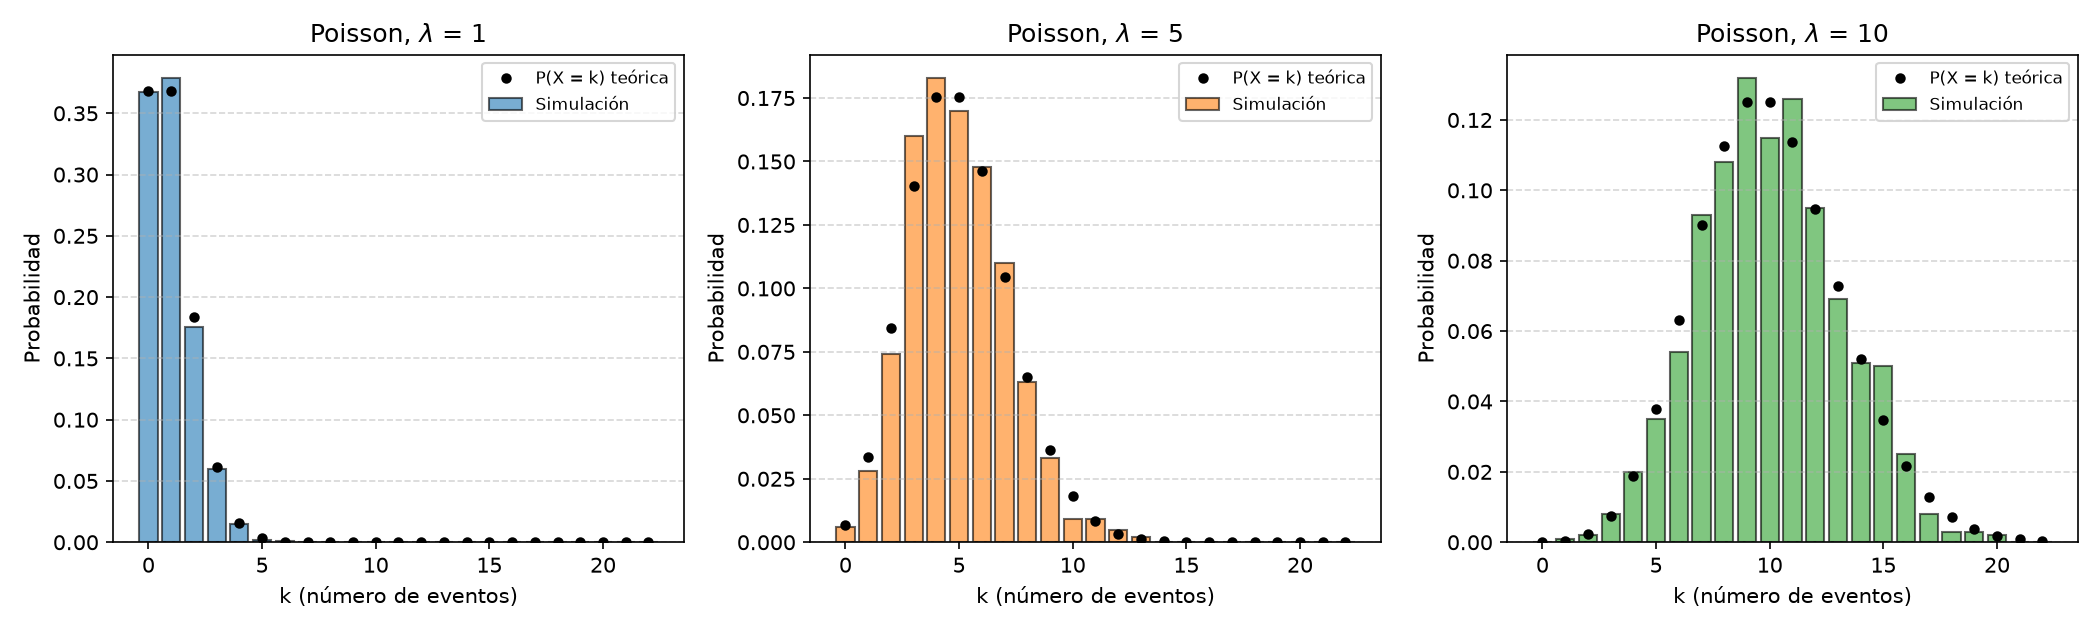 Poisson, λ = 1
P(X = k) teórica
Simulación
Probabilidad
0.35
0.30
0.25
0.20
0.15
0.10
0.05
0.00
0 5 10 15 20
k (número de eventos)
Poisson, λ = 5
P(X = k) teórica
Simulación
Probabilidad
0.175
0.150
0.125
0.100
0.075
0.050
0.025
0.000
0 5 10 15 20
k (número de eventos)
Poisson, λ = 10
P(X = k) teórica
Simulación
Probabilidad
0.12
0.10
0.08
0.06
0.04
0.02
0.00
0 5 10 15 20
k (número de eventos)